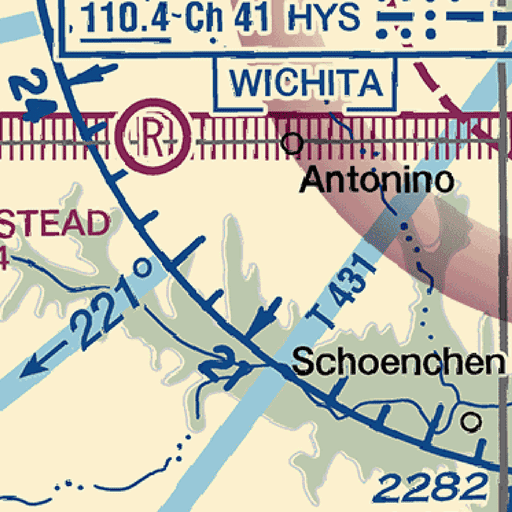 110.4 Ch 41 HYS
WICHITA
24
R
Antonino
STEAD
4
T 431
221°
21
Schoenchen
2282